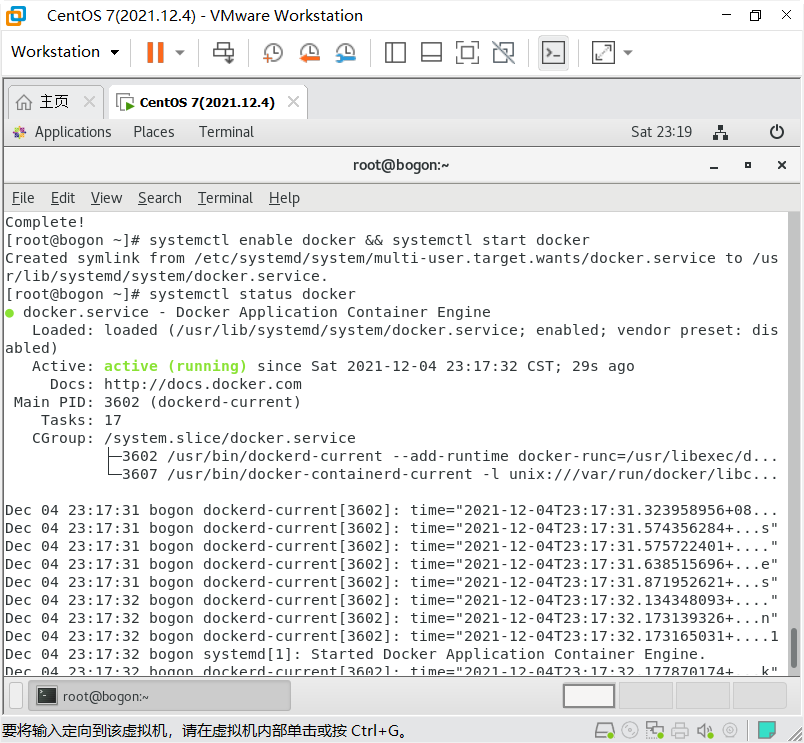 CentOS 7(2021.12.4) - VMware Workstation
Workstation
主页
CentOS 7(2021.12.4)
Applications Places Terminal Sat 23:19
root@bogon:~
File Edit View Search Terminal Help
Complete!
[root@bogon ~]# systemctl enable docker && systemctl start docker
Created symlink from /etc/systemd/system/multi-user.target.wants/docker.service to /us
r/lib/systemd/system/docker.service.
[root@bogon ~]# systemctl status docker
● docker.service - Docker Application Container Engine
Loaded: loaded (/usr/lib/systemd/system/docker.service; enabled; vendor preset: dis
abled)
Active: active (running) since Sat 2021-12-04 23:17:32 CST; 29s ago
Docs: http://docs.docker.com
Main PID: 3602 (dockerd-current)
Tasks: 17
CGroup: /system.slice/docker.service
├─3602 /usr/bin/dockerd-current --add-runtime docker-runc=/usr/libexec/d...
└─3607 /usr/bin/docker-containerd-current -l unix:///var/run/docker/libc...
Dec 04 23:17:31 bogon dockerd-current[3602]: time="2021-12-04T23:17:31.323958956+08...
Dec 04 23:17:31 bogon dockerd-current[3602]: time="2021-12-04T23:17:31.574356284+...s"
Dec 04 23:17:31 bogon dockerd-current[3602]: time="2021-12-04T23:17:31.575722401+...."
Dec 04 23:17:31 bogon dockerd-current[3602]: time="2021-12-04T23:17:31.638515696+...e"
Dec 04 23:17:31 bogon dockerd-current[3602]: time="2021-12-04T23:17:31.871952621+...s"
Dec 04 23:17:32 bogon dockerd-current[3602]: time="2021-12-04T23:17:32.134348093+...."
Dec 04 23:17:32 bogon dockerd-current[3602]: time="2021-12-04T23:17:32.173139326+...n"
Dec 04 23:17:32 bogon dockerd-current[3602]: time="2021-12-04T23:17:32.173165031+....1
Dec 04 23:17:32 bogon systemd[1]: Started Docker Application Container Engine.
Dec 04 23:17:32 bogon dockerd-current[3602]: time="2021-12-04T23:17:32.177870174+...k"
root@bogon:~
要将输入定向到该虚拟机，请在虚拟机内部单击或按 Ctrl+G。